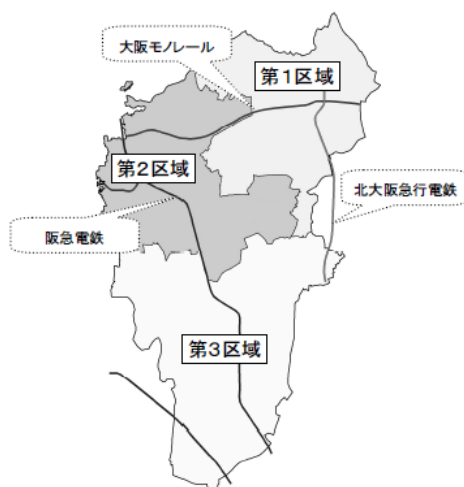 大阪モノレール
第1区域
第2区域
北大阪急行電鉄
阪急電鉄
第3区域